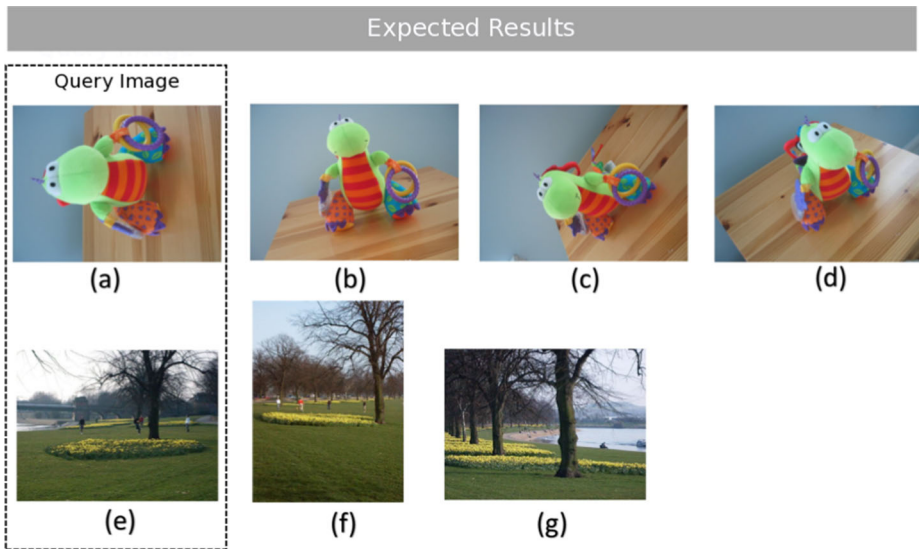 Expected Results
Query Image
(a)
(b)
(c)
(d)
(e)
(f)
(g)